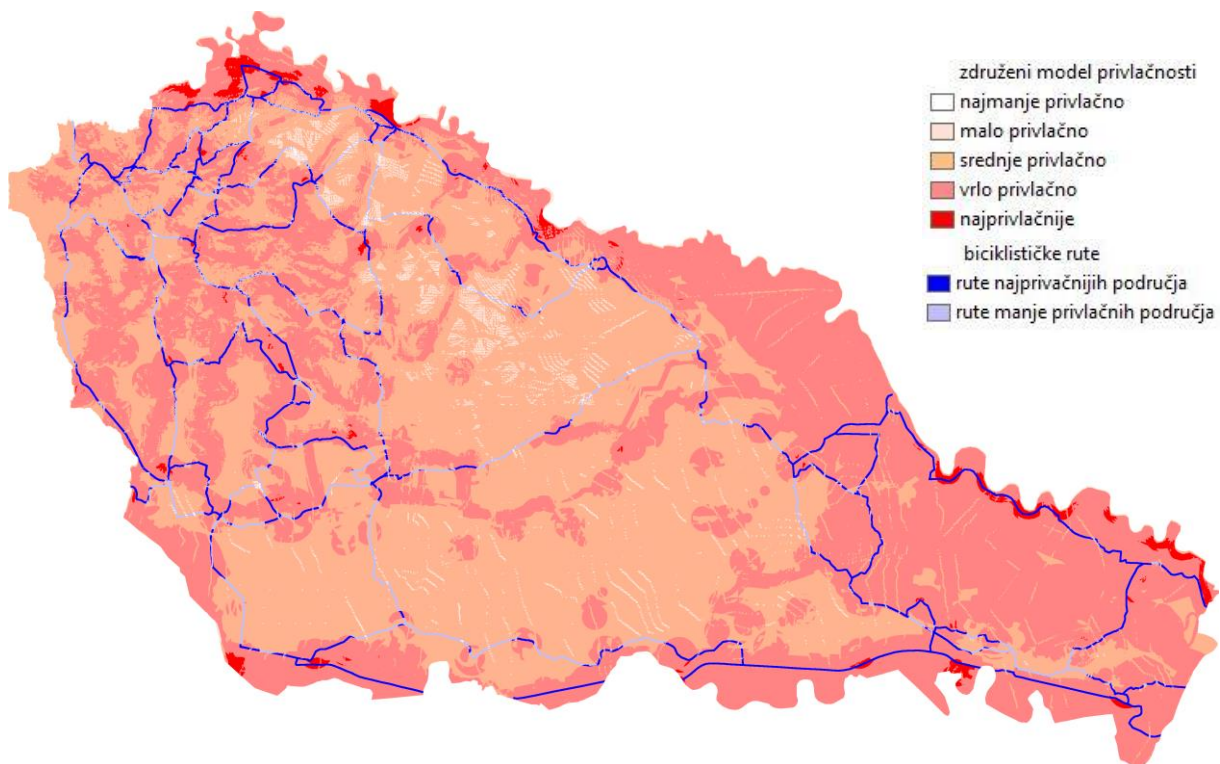 združeni model privlačnosti
najmanje privlačno
malo privlačno
srednje privlačno
vrlo privlačno
najprivlačnije
biciklističke rute
rute najprivačnijih područja
rute manje privlačnih područja